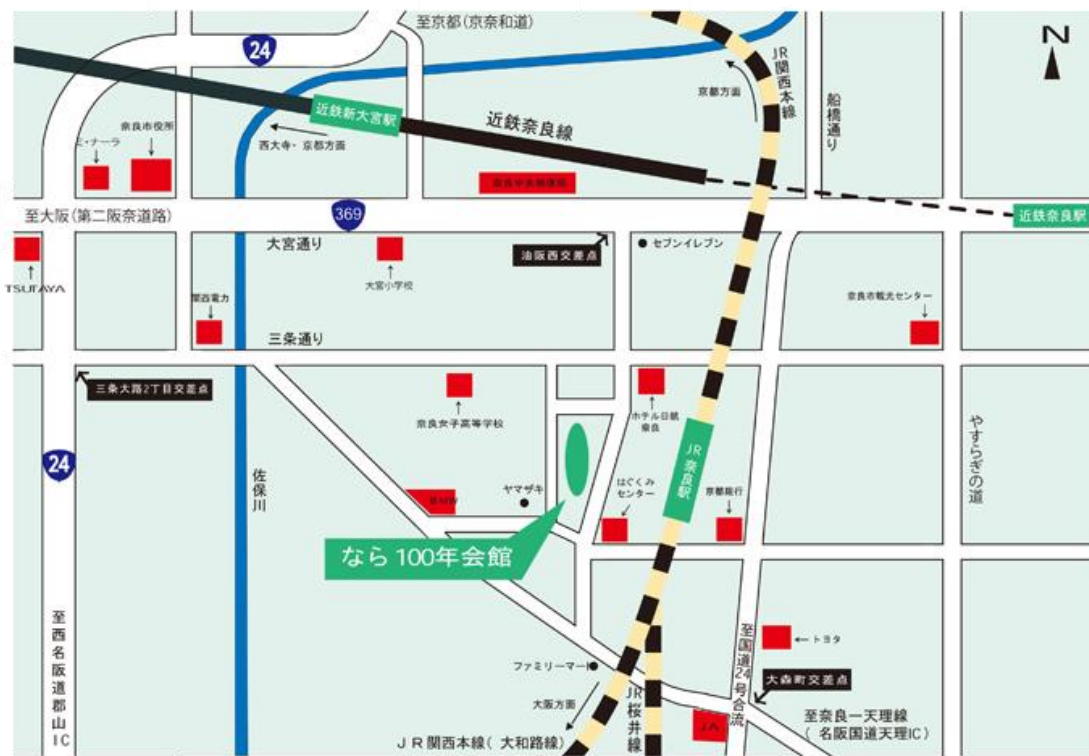 至京都(京奈和道)
24
N
JR関西本線
京都方面
船橋通り
近鉄新大宮駅
近鉄奈良線
奈良市役所
ミ・ナーラ
西大寺・京都方面
奈良中央郵便局
至大阪(第二阪奈道路)
369
近鉄奈良駅
大宮通り
油阪西交差点
セブンイレブン
TSUTAYA
大宮小学校
関西電力
奈良市観光センター
三条通り
三条大路2丁目交差点
奈良女子高等学校
ホテル日航
奈良
やすらぎの道
JR奈良駅
24
佐保川
ヤマザキ
はぐくみ
センター
京都銀行
BMW
なら100年会館
至西名阪道郡山IC
至国道24号合流
トヨタ
ファミリーマート
大森町交差点
大阪方面
JR桜井線
JA
至奈良一天理線
(名阪国道天理IC)
JR関西本線(大和路線)